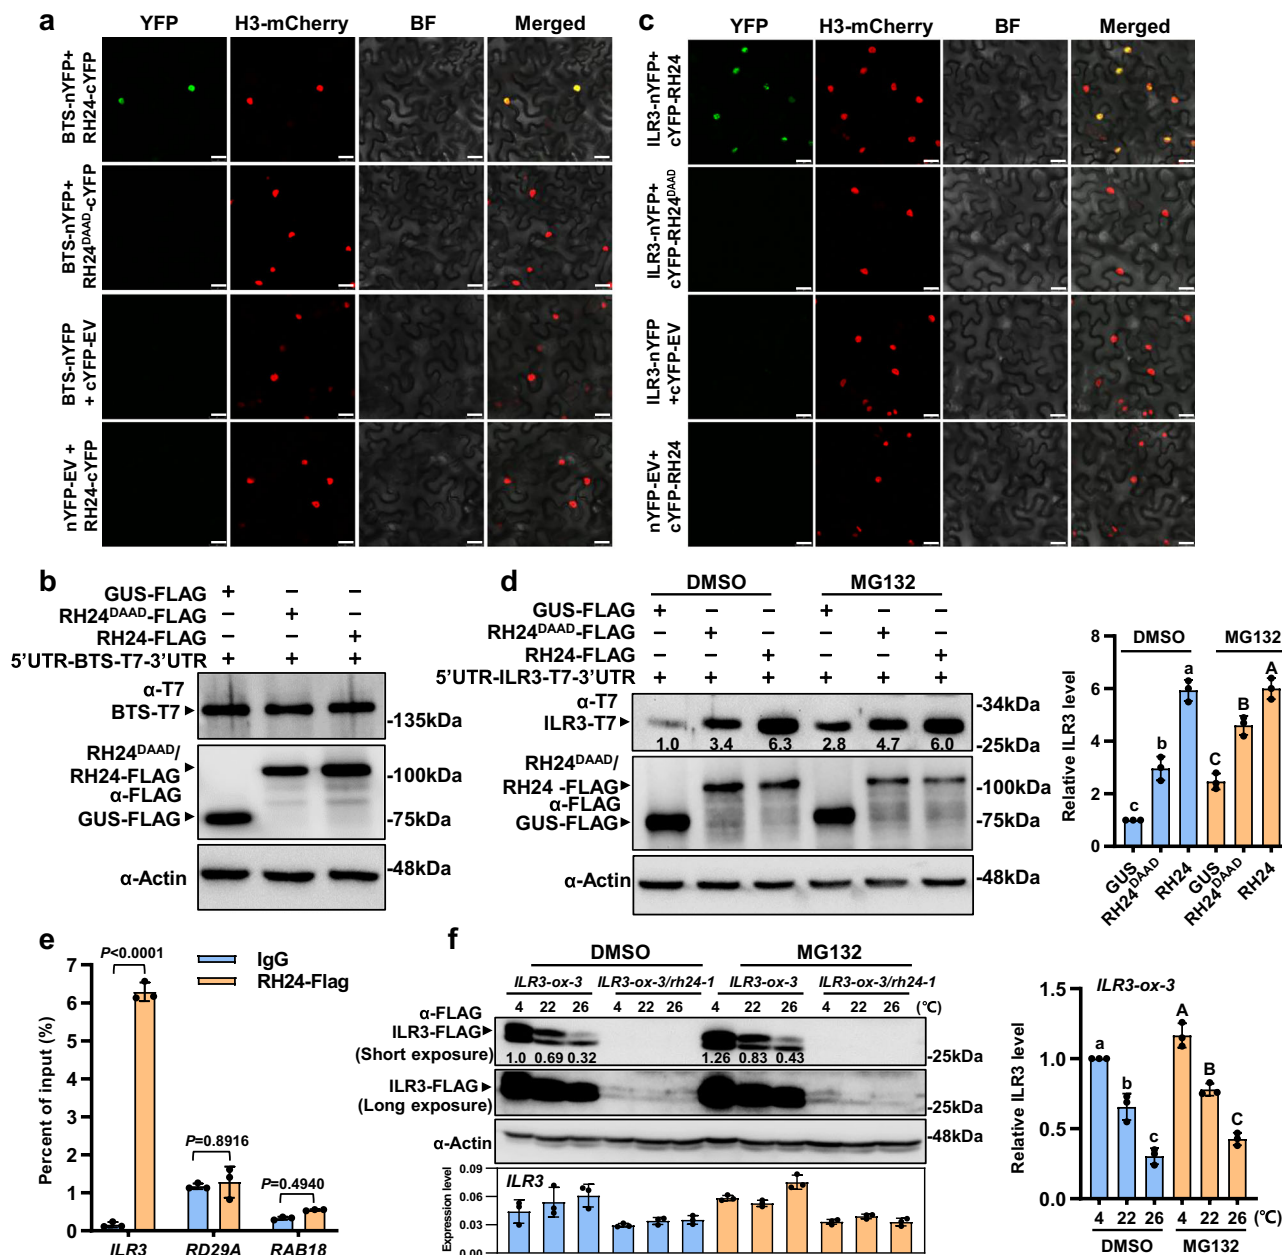 a
YFP H3-mCherry BF Merged
BTS-nYFP+
RH24-cYFP
BTS-nYFP+
RH24DAAD-cYFP
BTS-nYFP
+ cYFP-EV
nYFP-EV +
RH24-cYFP
c
YFP H3-mCherry BF Merged
ILR3-nYFP+
cYFP-RH24
ILR3-nYFP+
cYFP-RH24DAAD
ILR3-nYFP
+cYFP-EV
nYFP-EV+
cYFP-RH24
b
GUS-FLAG + – –
RH24DAAD-FLAG – + –
RH24-FLAG – – +
5'UTR-BTS-T7-3'UTR + + +
α-T7
BTS-T7
-135kDa
RH24DAAD/
RH24-FLAG
-100kDa
α-FLAG
GUS-FLAG
-75kDa
α-Actin
-48kDa
d
DMSO MG132
GUS-FLAG + – – + – –
RH24DAAD-FLAG – + – – + –
RH24-FLAG – – + – – +
5'UTR-ILR3-T7-3'UTR + + + + + +
α-T7
-34kDa
ILR3-T7
1.0 3.4 6.3 2.8 4.7 6.0
-25kDa
RH24DAAD/
RH24 -FLAG
-100kDa
α-FLAG
GUS-FLAG
-75kDa
α-Actin
-48kDa
Relative ILR3 level
8
6
4
2
0
DMSO MG132
c b a C B A
GUS
RH24DAAD
RH24
GUS
RH24DAAD
RH24
e
Percent of input (%)
7
6
5
4
3
2
1
0
P<0.0001
P=0.8916
P=0.4940
IgG
RH24-Flag
ILR3 RD29A RAB18
f
DMSO MG132
ILR3-ox-3 ILR3-ox-3/rh24-1 ILR3-ox-3 ILR3-ox-3/rh24-1
4 22 26 4 22 26 4 22 26 4 22 26 (℃)
α-FLAG
ILR3-FLAG
(Short exposure)
1.0 0.69 0.32 1.26 0.83 0.43
-25kDa
ILR3-FLAG
(Long exposure)
-25kDa
α-Actin
-48kDa
Expression level
0.09
0.06
0.03
0.00
ILR3
Relative ILR3 level
1.5
1.0
0.5
0.0
ILR3-ox-3
a b c A B C
4 22 26 4 22 26 (℃)
DMSO MG132